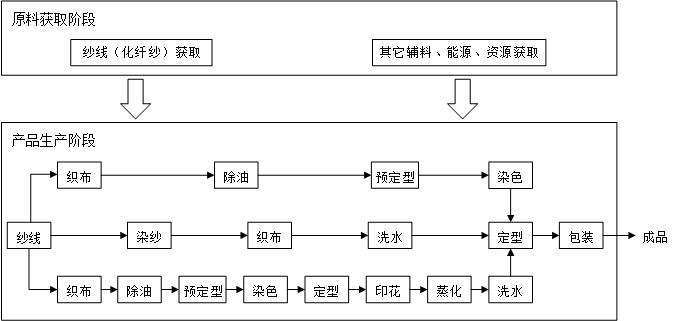 原料获取阶段
纱线（化纤纱）获取
其它辅料、能源、资源获取
产品生产阶段
织布
除油
预定型
染色
纱线
染纱
织布
洗水
定型
包装
成品
织布
除油
预定型
染色
定型
印花
蒸化
洗水